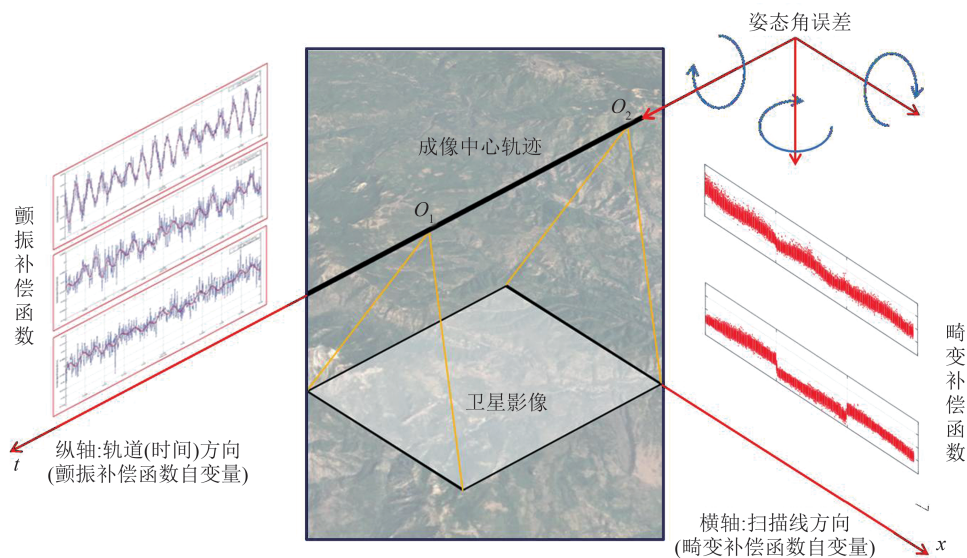 姿态角误差
O2
成像中心轨迹
O1
颤振补偿函数
畸变补偿函数
卫星影像
t
纵轴:轨道(时间)方向
(颤振补偿函数自变量)
横轴:扫描线方向
(畸变补偿函数自变量)
x